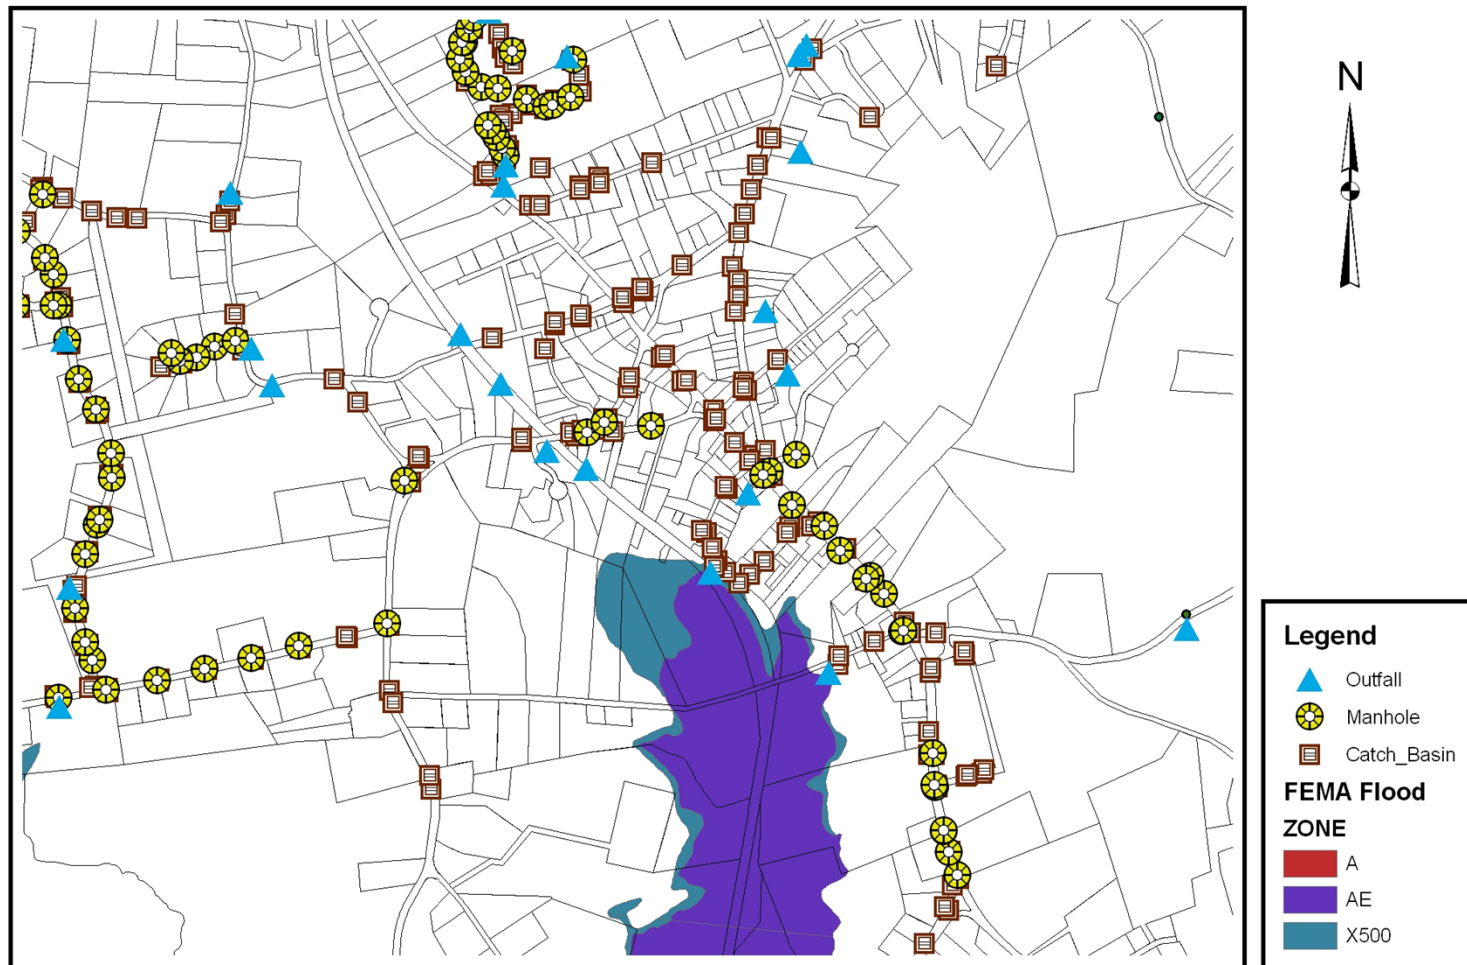 N
Legend
Outfall
Manhole
Catch_Basin
FEMA Flood
ZONE
A
AE
X500